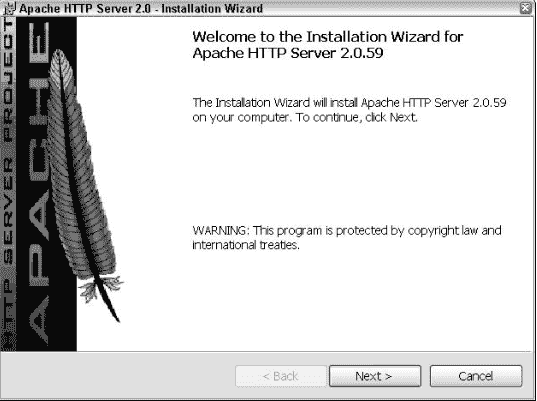 Apache HTTP Server 2.0 - Installation Wizard
HTTP SERVER PROJECT
APACHE
Welcome to the Installation Wizard for
Apache HTTP Server 2.0.59
The Installation Wizard will install Apache HTTP Server 2.0.59
on your computer. To continue, click Next.
WARNING: This program is protected by copyright law and
international treaties.
< Back
Next >
Cancel